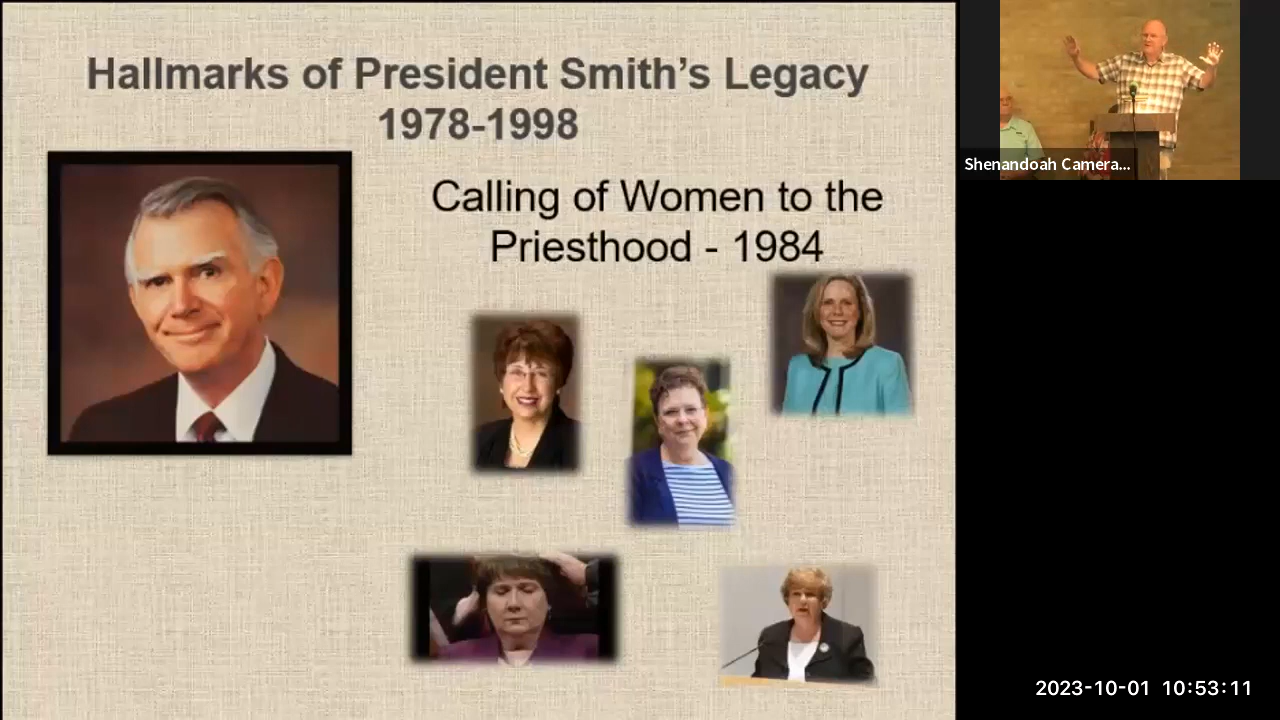 Hallmarks of President Smith’s Legacy
1978-1998
Calling of Women to the
Priesthood - 1984
Shenandoah Camera...
2023-10-01 10:53:11